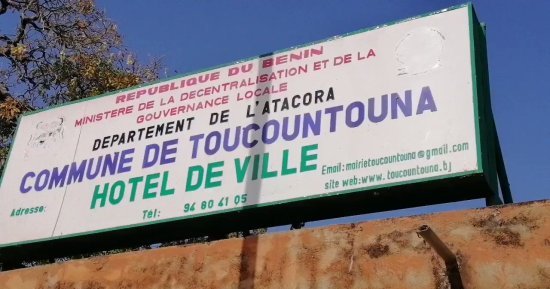 REPUBLIQUE DU BENIN
MINISTERE DE LA DECENTRALISATION ET DE LA
GOUVERNANCE LOCALE
DEPARTEMENT DE L'ATACORA
COMMUNE DE TOUCOUNTOUNA
HOTEL DE VILLE
Adresse:
Tél: 94 80 41 05
Email: mairietoucountouna@gmail.com
site web: www.toucountouna.bj